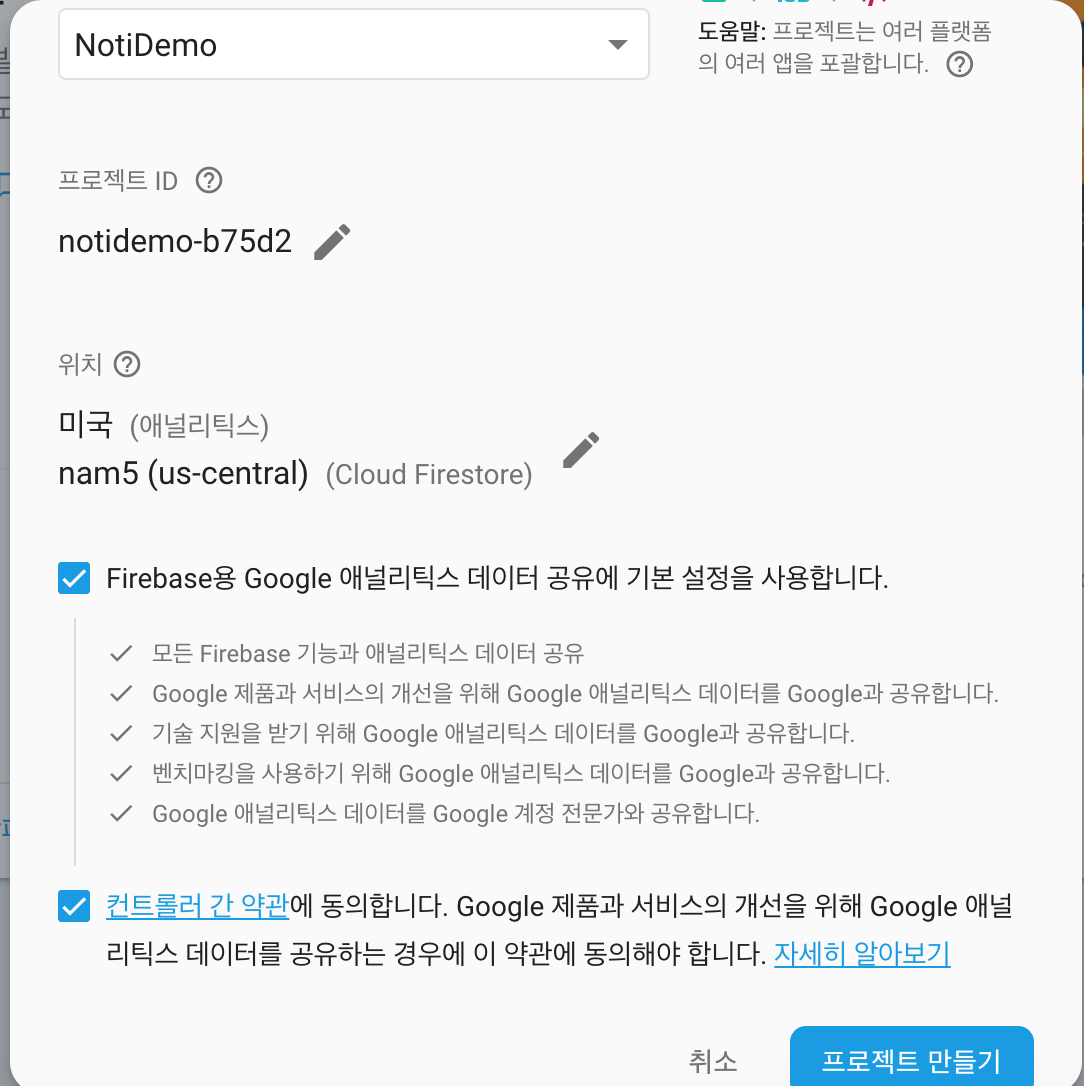 NotiDemo
도움말: 프로젝트는 여러 플랫폼
의 여러 앱을 포괄합니다.
프로젝트 ID
notidemo-b75d2
위치
미국 (애널리틱스)
nam5 (us-central) (Cloud Firestore)
Firebase용 Google 애널리틱스 데이터 공유에 기본 설정을 사용합니다.
모든 Firebase 기능과 애널리틱스 데이터 공유
Google 제품과 서비스의 개선을 위해 Google 애널리틱스 데이터를 Google과 공유합니다.
기술 지원을 받기 위해 Google 애널리틱스 데이터를 Google과 공유합니다.
벤치마킹을 사용하기 위해 Google 애널리틱스 데이터를 Google과 공유합니다.
Google 애널리틱스 데이터를 Google 계정 전문가와 공유합니다.
컨트롤러 간 약관에 동의합니다. Google 제품과 서비스의 개선을 위해 Google 애널
리틱스 데이터를 공유하는 경우에 이 약관에 동의해야 합니다. 자세히 알아보기
취소
프로젝트 만들기